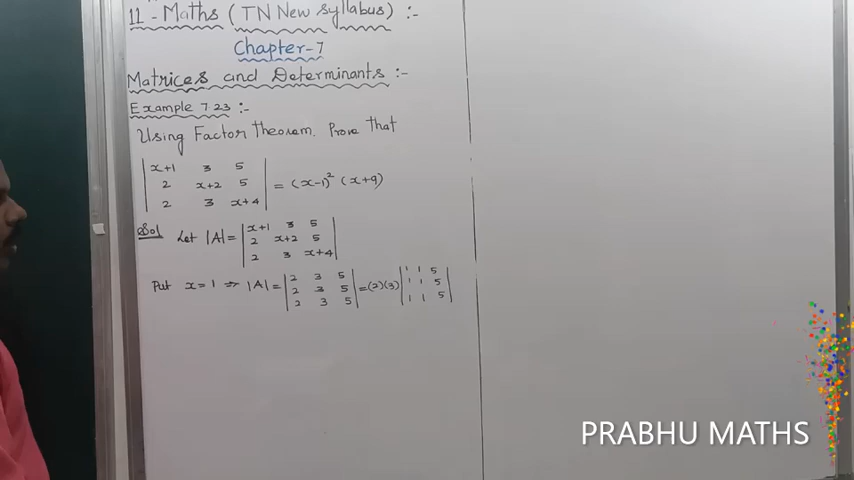 11 - Maths (TN New syllabus) :-
Chapter-7
Matrices and Determinants :-
Example 7.23 :-
Using Factor theorem. Prove that
| x+1 3 5 |
| 2 x+2 5 | = (x-1)² (x+9)
| 2 3 x+4 |
Sol Let |A| = | x+1 3 5 |
| 2 x+2 5 |
| 2 3 x+4 |
Put x = 1 ⇒ |A| = | 2 3 5 | = (2)(3) | 1 1 5 |
| 2 3 5 | | 1 1 5 |
| 2 3 5 | | 1 1 5 |
PRABHU MATHS